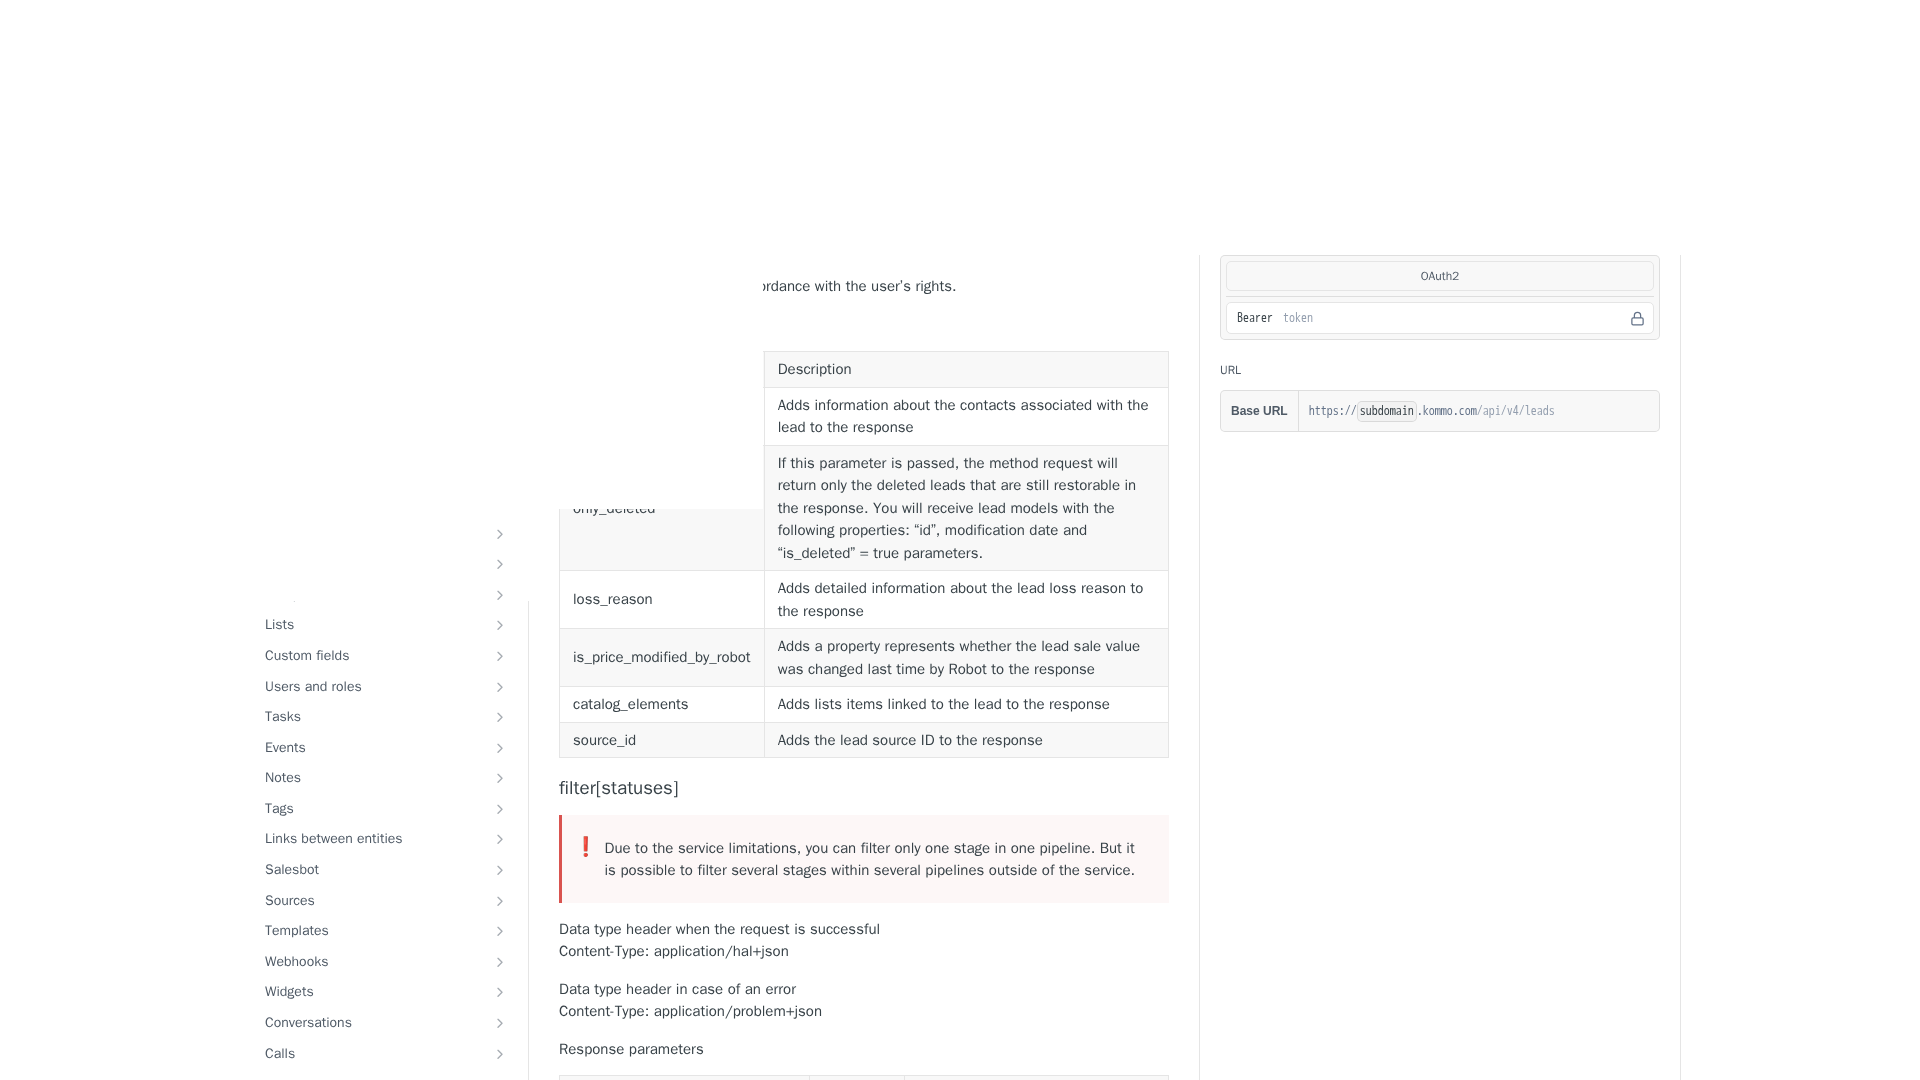 ordance with the user's rights.
Description
Adds information about the contacts associated with the
lead to the response
only_deleted
If this parameter is passed, the method request will
return only the deleted leads that are still restorable in
the response. You will receive lead models with the
following properties: “id”, modification date and
“is_deleted” = true parameters.
loss_reason
Adds detailed information about the lead loss reason to
the response
is_price_modified_by_robot
Adds a property represents whether the lead sale value
was changed last time by Robot to the response
catalog_elements
Adds lists items linked to the lead to the response
source_id
Adds the lead source ID to the response
filter[statuses]
❗ Due to the service limitations, you can filter only one stage in one pipeline. But it
is possible to filter several stages within several pipelines outside of the service.
Data type header when the request is successful
Content-Type: application/hal+json
Data type header in case of an error
Content-Type: application/problem+json
Response parameters
Lists
Custom fields
Users and roles
Tasks
Events
Notes
Tags
Links between entities
Salesbot
Sources
Templates
Webhooks
Widgets
Conversations
Calls
OAuth2
Bearer token
URL
Base URL https://subdomain.kommo.com/api/v4/leads